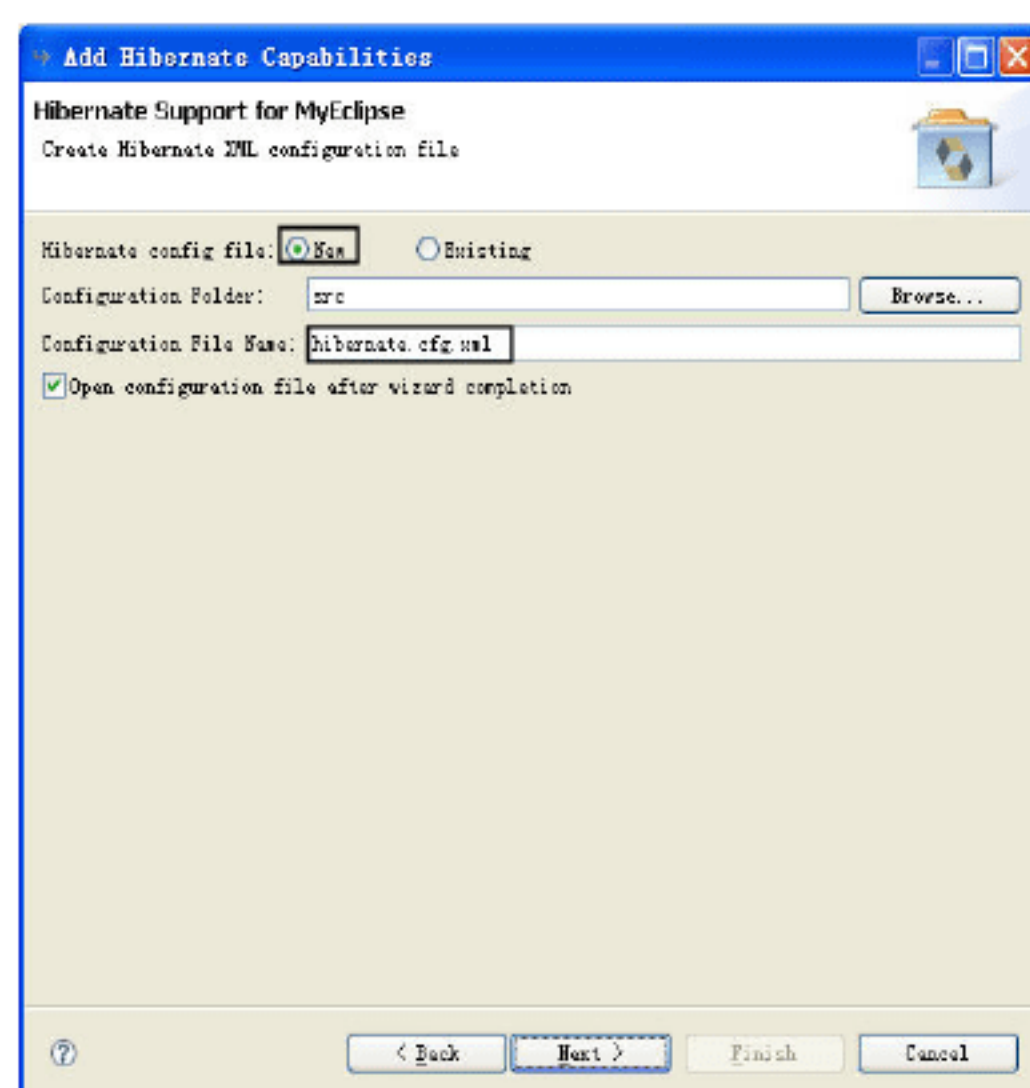 Add Hibernate Capabilities
Hibernate Support for MyEclipse
Create Hibernate XML configuration file
Hibernate config file: New Existing
Configuration Folder: src Browse...
Configuration File Name: hibernate.cfg.xml
Open configuration file after wizard completion
< Back Next > Finish Cancel